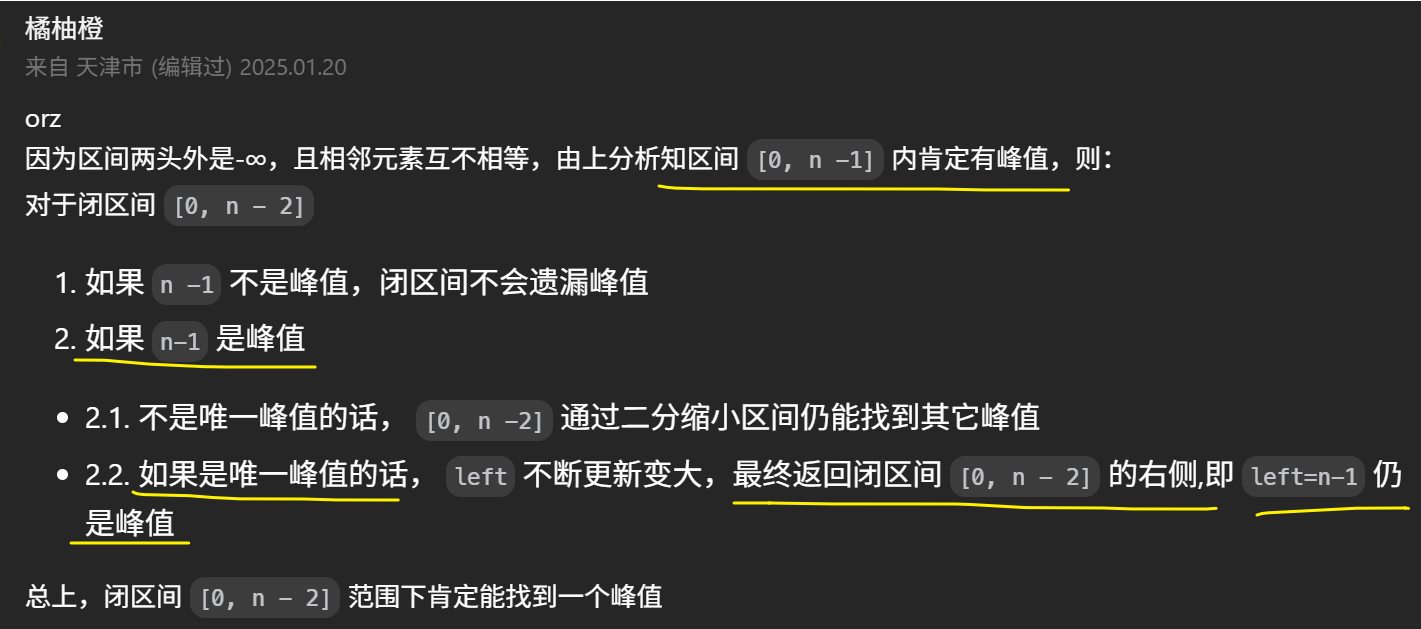 橘柚橙
来自 天津市 (编辑过) 2025.01.20
orz
因为区间两头外是-∞，且相邻元素互不相等，由上分析知区间 [0, n -1] 内肯定有峰值，则：
对于闭区间 [0, n - 2]
1. 如果 n -1 不是峰值，闭区间不会遗漏峰值
2. 如果 n-1 是峰值
• 2.1. 不是唯一峰值的话， [0, n -2] 通过二分缩小区间仍能找到其它峰值
• 2.2. 如果是唯一峰值的话， left 不断更新变大，最终返回闭区间 [0, n - 2] 的右侧,即 left=n-1 仍
是峰值
总上，闭区间 [0, n - 2] 范围下肯定能找到一个峰值